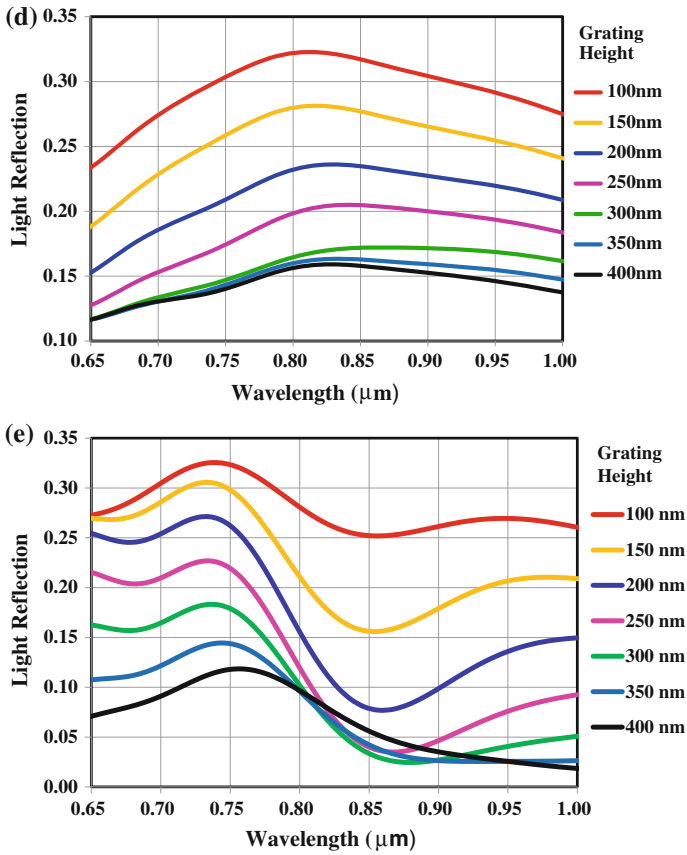 (d)
0.35
0.30
0.25
0.20
0.15
0.10
Light Reflection
0.65 0.70 0.75 0.80 0.85 0.90 0.95 1.00
Wavelength (μm)
Grating
Height
100nm
150nm
200nm
250nm
300nm
350nm
400nm
(e)
0.35
0.30
0.25
0.20
0.15
0.10
0.05
0.00
Light Reflection
0.65 0.70 0.75 0.80 0.85 0.90 0.95 1.00
Wavelength (μm)
Grating
Height
100 nm
150 nm
200 nm
250 nm
300 nm
350 nm
400 nm